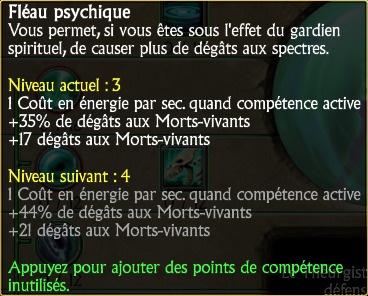 Fléau psychique
Vous permet, si vous êtes sous l'effet du gardien
spirituel, de causer plus de dégâts aux spectres.
Niveau actuel : 3
1 Coût en énergie par sec. quand compétence active
+35% de dégâts aux Morts-vivants
+17 dégâts aux Morts-vivants
Niveau suivant : 4
1 Coût en énergie par sec. quand compétence active
+44% de dégâts aux Morts-vivants
+21 dégâts aux Morts-vivants
Appuyez pour ajouter des points de compétence
inutilisés.